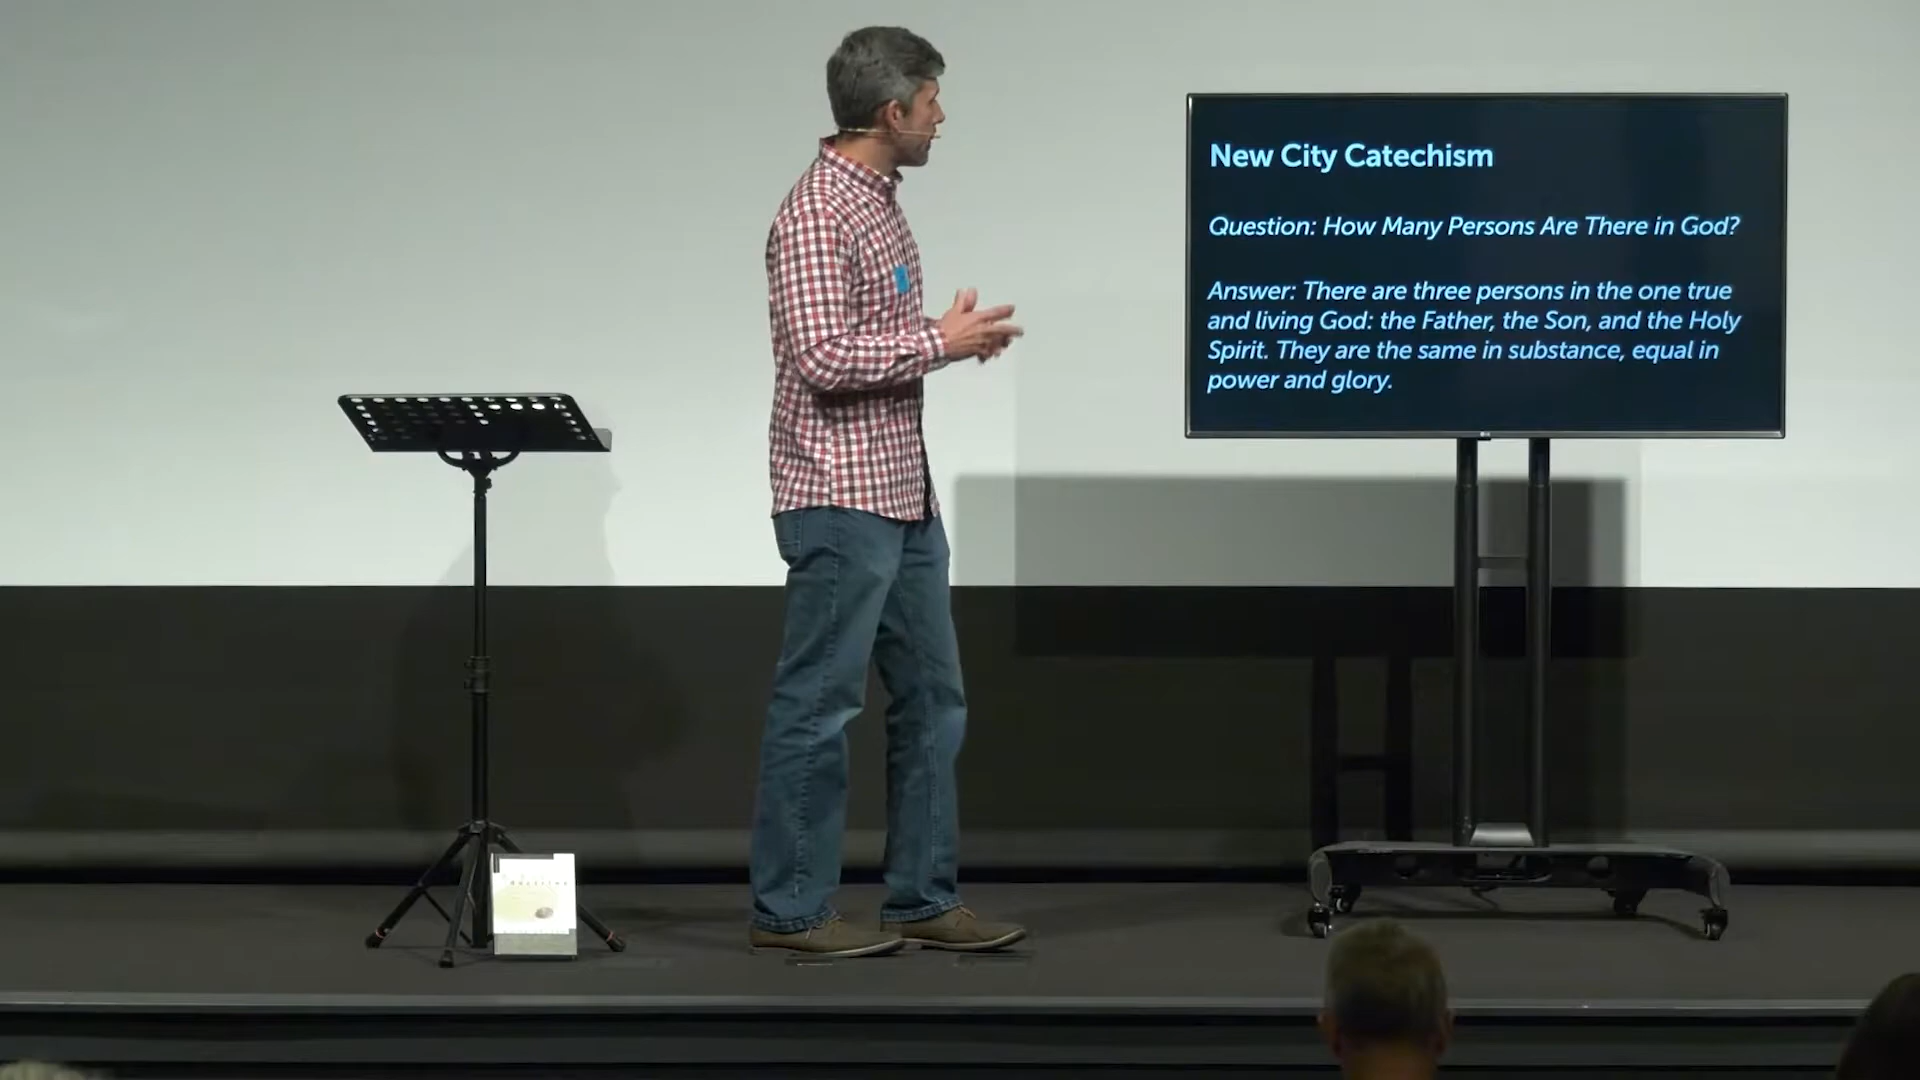 New City Catechism
Question: How Many Persons Are There in God?
Answer: There are three persons in the one true
and living God: the Father, the Son, and the Holy
Spirit. They are the same in substance, equal in
power and glory.